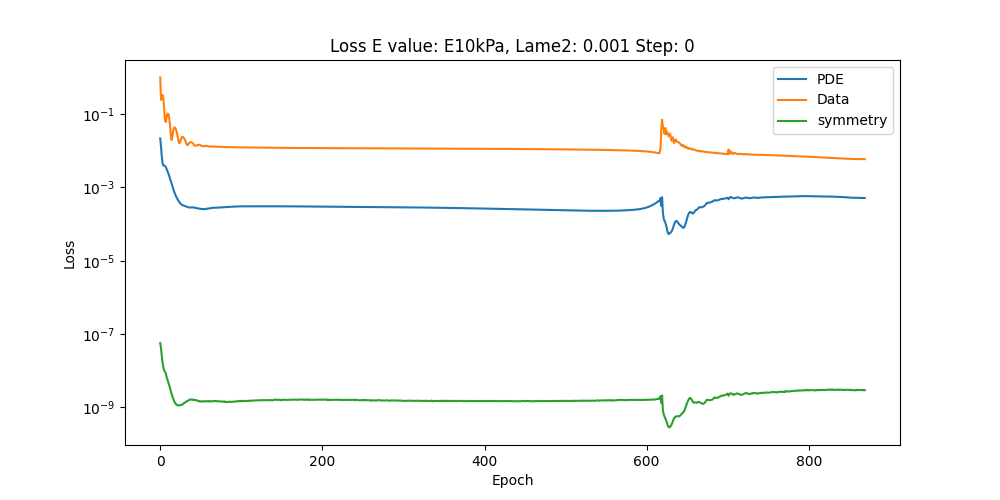 Loss E value: E10kPa, Lame2: 0.001 Step: 0
PDE
Data
symmetry
10⁻¹
10⁻³
10⁻⁵
10⁻⁷
10⁻⁹
Loss
0 200 400 600 800
Epoch